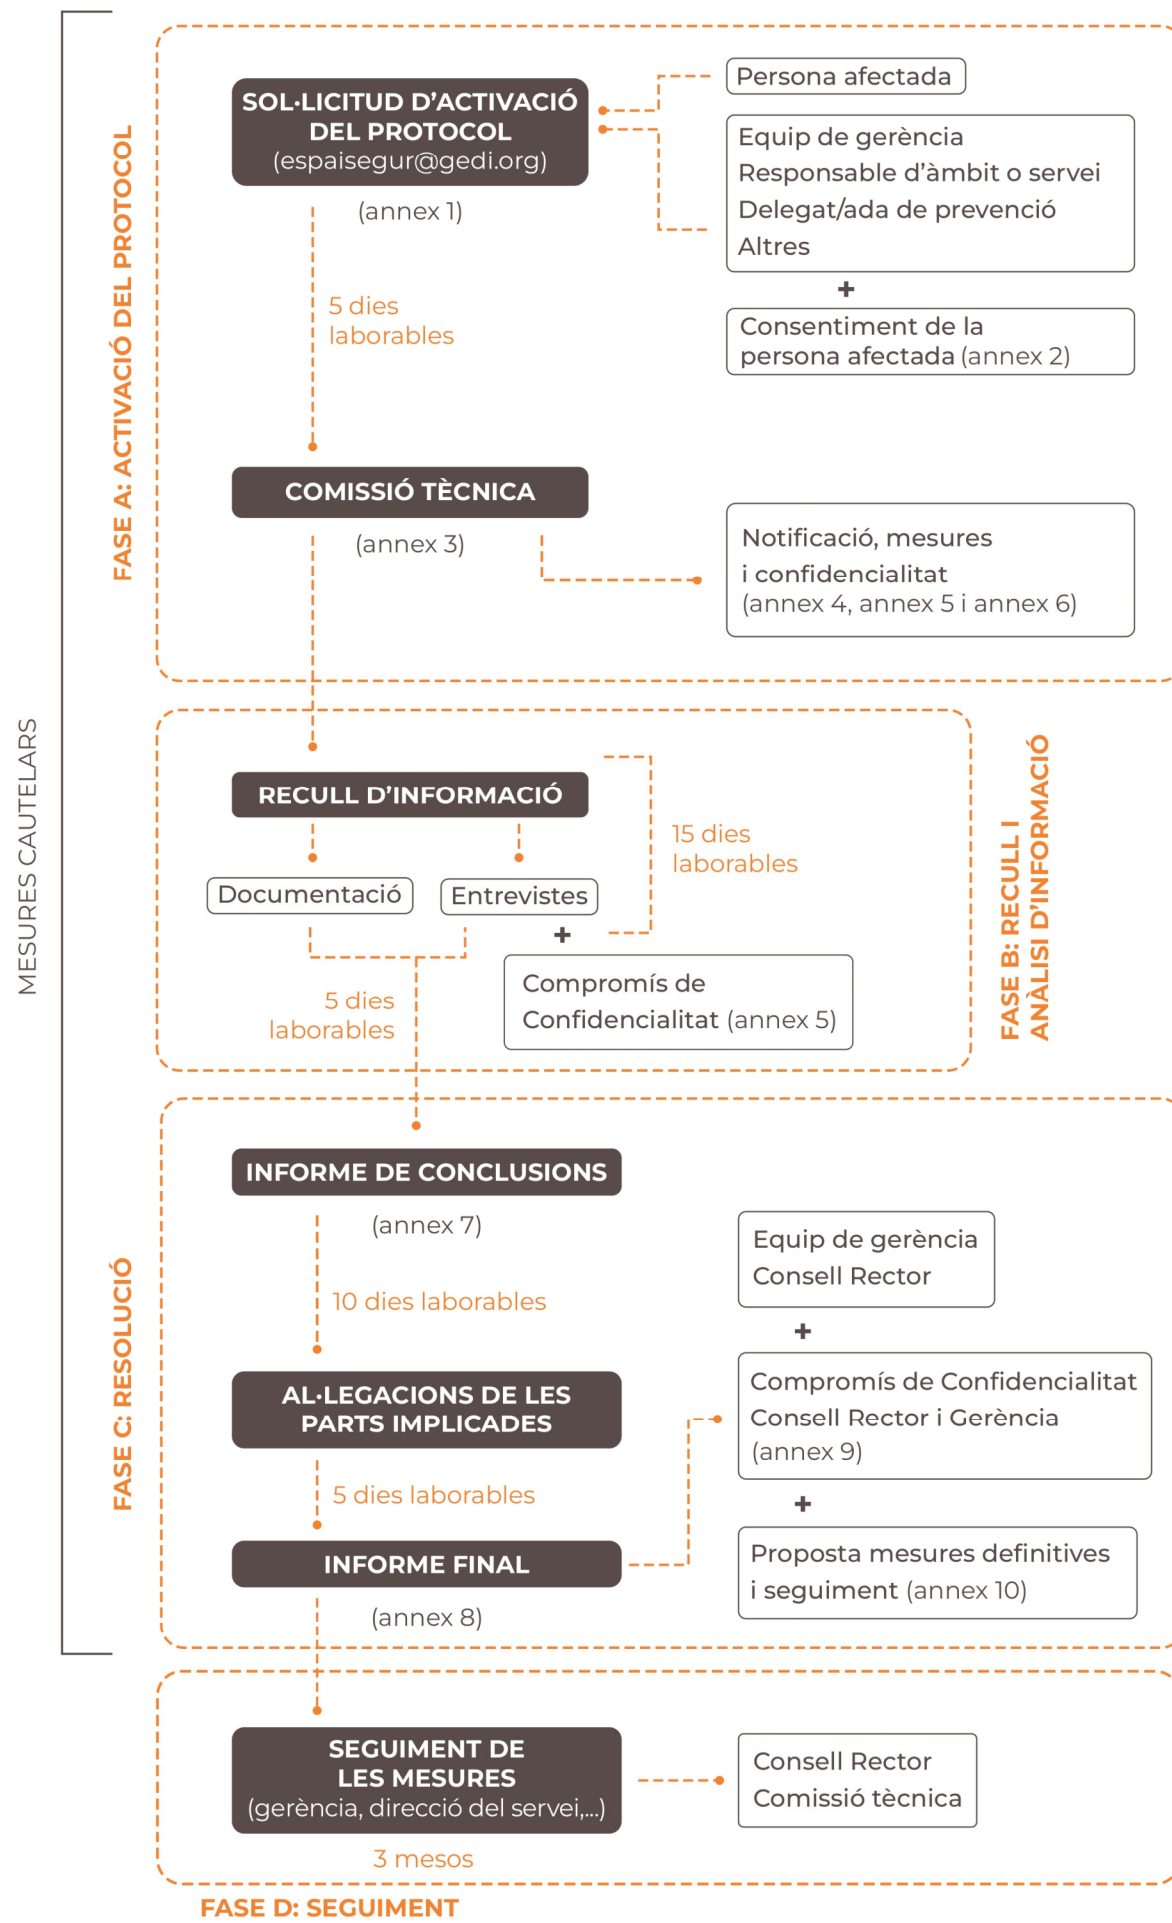 MESURES CAUTELARS
FASE A: ACTIVACIÓ DEL PROTOCOL
SOL·LICITUD D’ACTIVACIÓ
DEL PROTOCOL
(espaisegur@gedi.org)
(annex 1)
Persona afectada
Equip de gerència
Responsable d’àmbit o servei
Delegat/ada de prevenció
Altres
+
Consentiment de la
persona afectada (annex 2)
5 dies
laborables
COMISSIÓ TÈCNICA
(annex 3)
Notificació, mesures
i confidencialitat
(annex 4, annex 5 i annex 6)
FASE B: RECULL I
ANÀLISI D’INFORMACIÓ
RECULL D’INFORMACIÓ
15 dies
laborables
Documentació
Entrevistes
+
Compromís de
Confidencialitat (annex 5)
5 dies
laborables
FASE C: RESOLUCIÓ
INFORME DE CONCLUSIONS
(annex 7)
10 dies laborables
AL·LEGACIONS DE LES
PARTS IMPLICADES
5 dies laborables
INFORME FINAL
(annex 8)
Equip de gerència
Consell Rector
+
Compromís de Confidencialitat
Consell Rector i Gerència
(annex 9)
+
Proposta mesures definitives
i seguiment (annex 10)
SEGUIMENT DE
LES MESURES
(gerència, direcció del servei,...)
3 mesos
Consell Rector
Comissió tècnica
FASE D: SEGUIMENT